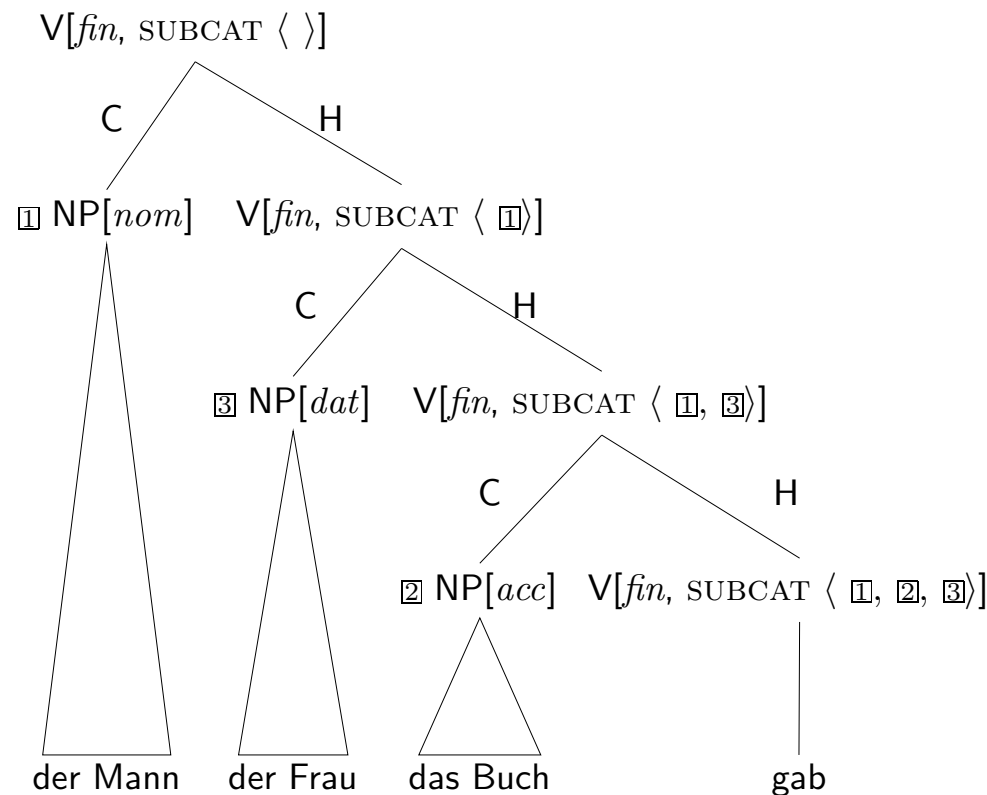 V[fin, SUBCAT ⟨ ⟩]
C H
1 NP[nom] V[fin, SUBCAT ⟨ 1⟩]
C H
3 NP[dat] V[fin, SUBCAT ⟨ 1, 3⟩]
C H
2 NP[acc] V[fin, SUBCAT ⟨ 1, 2, 3⟩]
der Mann der Frau das Buch gab